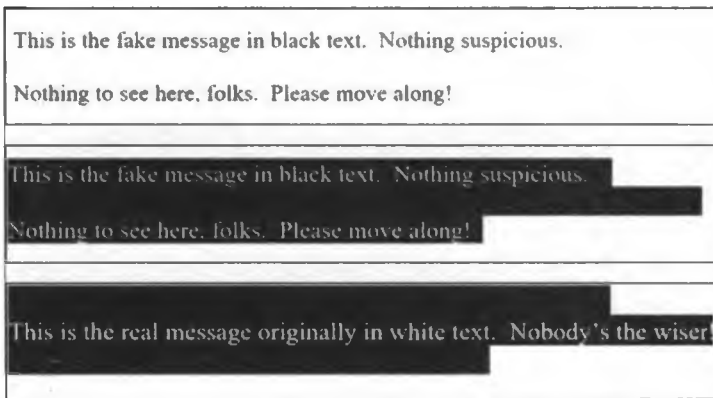 This is the fake message in black text. Nothing suspicious.
Nothing to see here, folks. Please move along!
This is the fake message in black text. Nothing suspicious.
Nothing to see here, folks. Please move along!
This is the real message originally in white text. Nobody's the wiser!